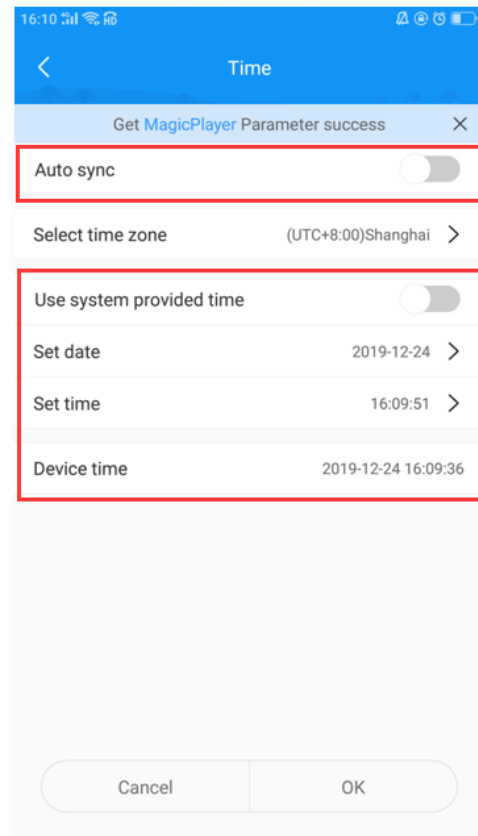 16:10 HD
Time
Get MagicPlayer Parameter success
Auto sync
Select time zone (UTC+8:00)Shanghai
Use system provided time
Set date 2019-12-24
Set time 16:09:51
Device time 2019-12-24 16:09:36
Cancel OK